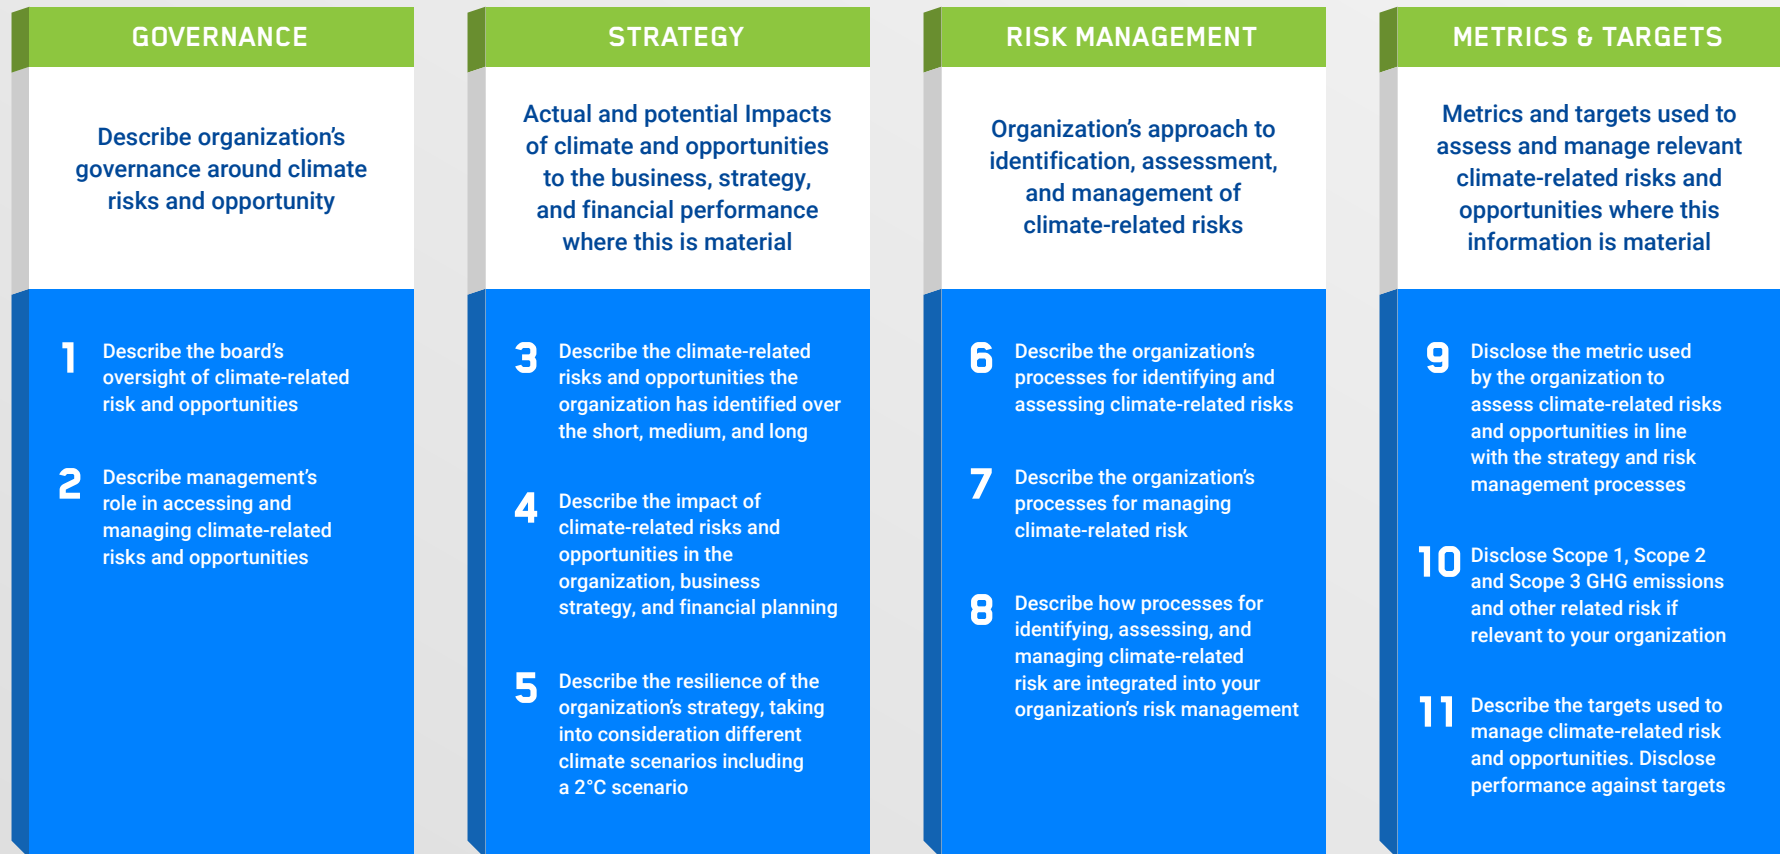 GOVERNANCE
Describe organization’s
governance around climate
risks and opportunity
1
Describe the board’s
oversight of climate-related
risk and opportunities
2
Describe management’s
role in accessing and
managing climate-related
risks and opportunities
STRATEGY
Actual and potential Impacts
of climate and opportunities
to the business, strategy,
and financial performance
where this is material
3
Describe the climate-related
risks and opportunities the
organization has identified over
the short, medium, and long
4
Describe the impact of
climate-related risks and
opportunities in the
organization, business
strategy, and financial planning
5
Describe the resilience of the
organization’s strategy, taking
into consideration different
climate scenarios including
a 2°C scenario
RISK MANAGEMENT
Organization’s approach to
identification, assessment,
and management of
climate-related risks
6
Describe the organization’s
processes for identifying and
assessing climate-related risks
7
Describe the organization’s
processes for managing
climate-related risk
8
Describe how processes for
identifying, assessing, and
managing climate-related
risk are integrated into your
organization’s risk management
METRICS & TARGETS
Metrics and targets used to
assess and manage relevant
climate-related risks and
opportunities where this
information is material
9
Disclose the metric used
by the organization to
assess climate-related risks
and opportunities in line
with the strategy and risk
management processes
10
Disclose Scope 1, Scope 2
and Scope 3 GHG emissions
and other related risk if
relevant to your organization
11
Describe the targets used to
manage climate-related risk
and opportunities. Disclose
performance against targets